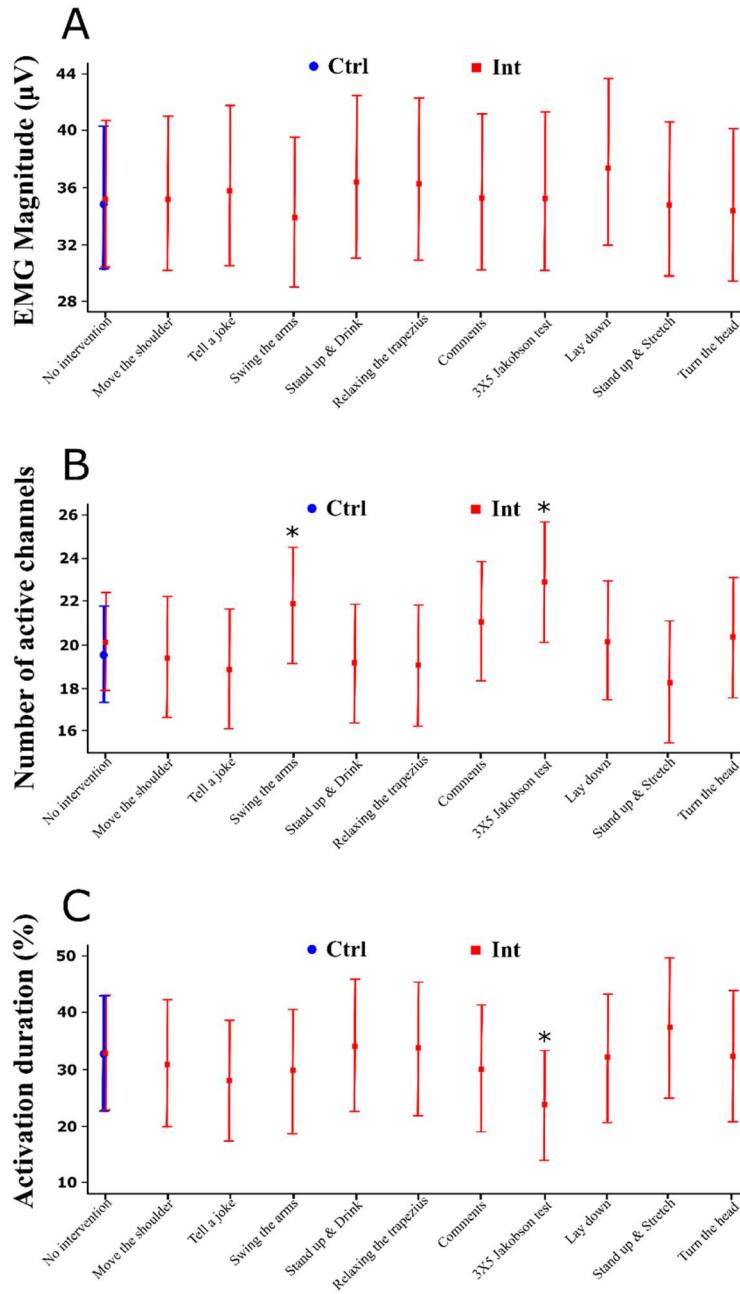 A
Ctrl Int
EMG Magnitude (µV)
44
40
36
32
28
No intervention
Move the shoulder
Tell a joke
Swing the arms
Stand up & Drink
Relaxing the trapezius
Comments
3X5 Jakobson test
Lay down
Stand up & Stretch
Turn the head
B
Ctrl Int
Number of active channels
26
24
22
20
18
16
*
*
No intervention
Move the shoulder
Tell a joke
Swing the arms
Stand up & Drink
Relaxing the trapezius
Comments
3X5 Jakobson test
Lay down
Stand up & Stretch
Turn the head
C
Ctrl Int
Activation duration (%)
50
40
30
20
10
*
No intervention
Move the shoulder
Tell a joke
Swing the arms
Stand up & Drink
Relaxing the trapezius
Comments
3X5 Jakobson test
Lay down
Stand up & Stretch
Turn the head